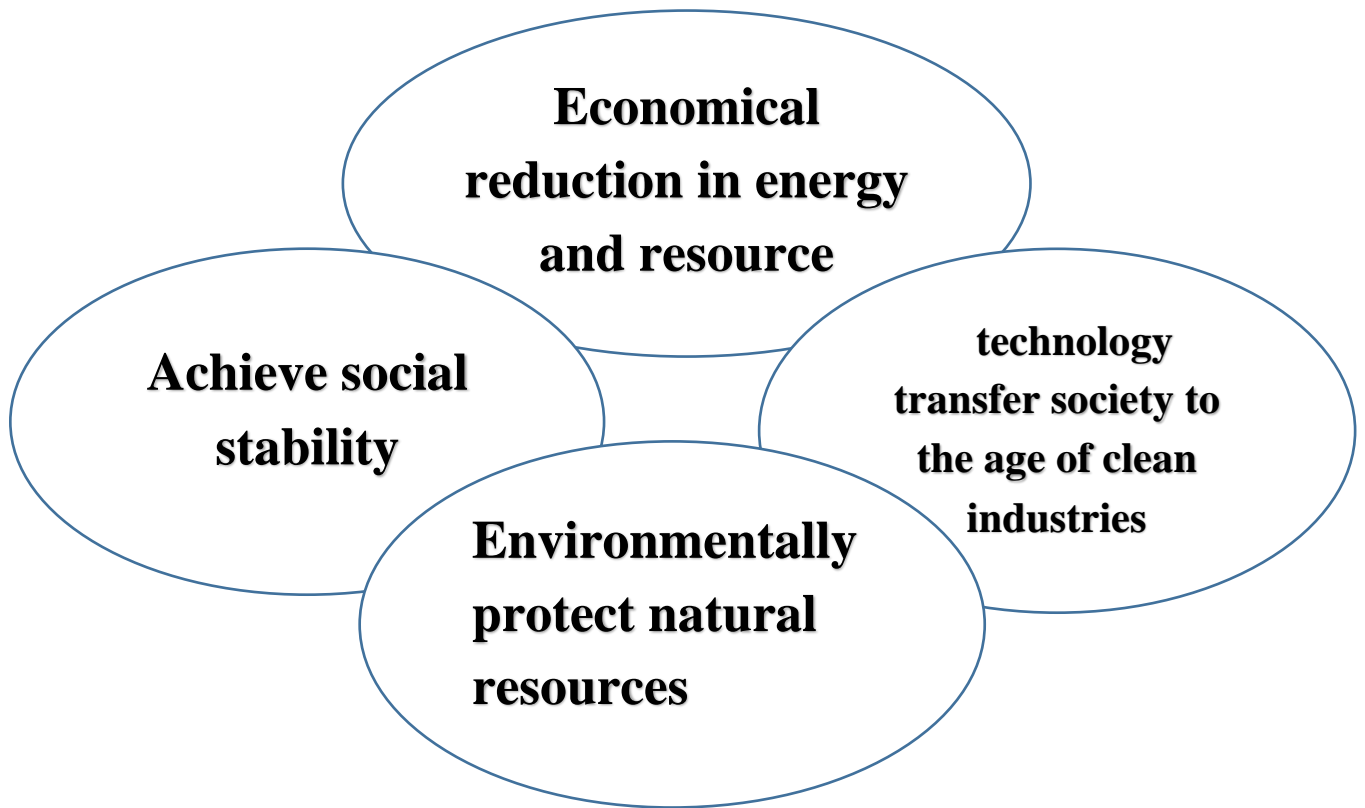 Economical
reduction in energy
and resource
Achieve social
stability
technology
transfer society to
the age of clean
industries
Environmentally
protect natural
resources